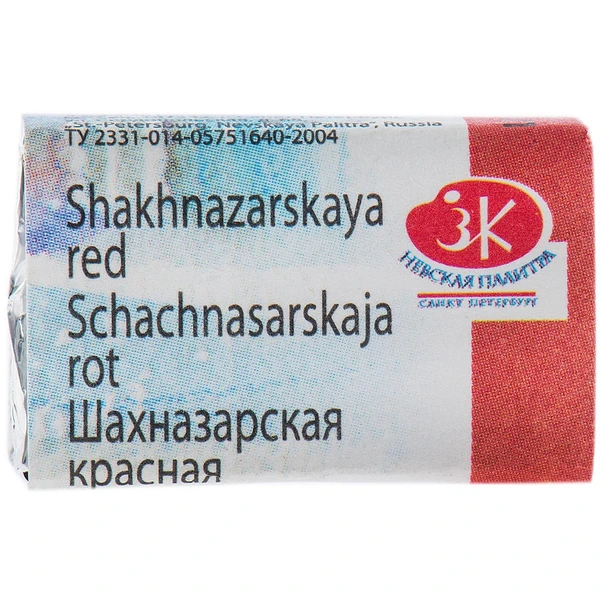 "St.-Petersburg, Nevskaya Palitra", Russia
ТУ 2331-014-05751640-2004
Shakhnazarskaya
red
Schachnasarskaja
rot
Шахназарская
красная
ЗК
НЕВСКАЯ ПАЛИТРА
САНКТ ПЕТЕРБУРГ